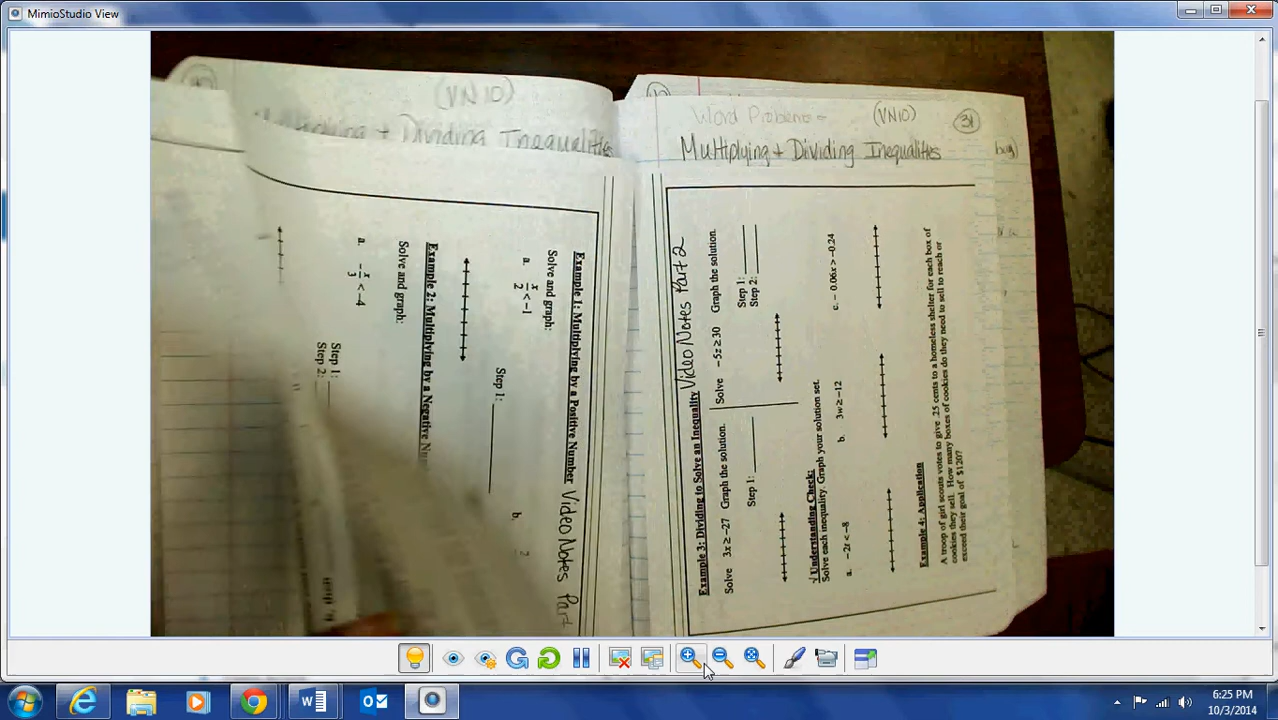 MimioStudio View
(VN10)
Multiplying + Dividing Inequalities
Example 1: Multiplying by a Positive Number Video Notes Part
Solve and graph:
a. x/2 < -1
Step 1:
b.
Example 2: Multiplying by a Negative
Solve and graph:
a. -x/3 < -4
Step 1:
Step 2:
Word Problems (VN10) 31
Multiplying + Dividing Inequalities
Example 3: Dividing to Solve an Inequality Video Notes Part 2
Solve 3x ≥ -27 Graph the solution.
Step 1:
Solve -5z ≥ 30 Graph the solution.
Step 1:
Step 2:
√Understanding Check:
Solve each inequality. Graph your solution set.
a. -2t < -8
b. 3w ≥ -12
c. - 0.06x > -0.24
Example 4: Application
A troop of girl scouts votes to give .25 cents to a homeless shelter for each box of
cookies they sell. How many boxes of cookies do they need to sell to reach or
exceed their goal of $120?
6:25 PM
10/3/2014